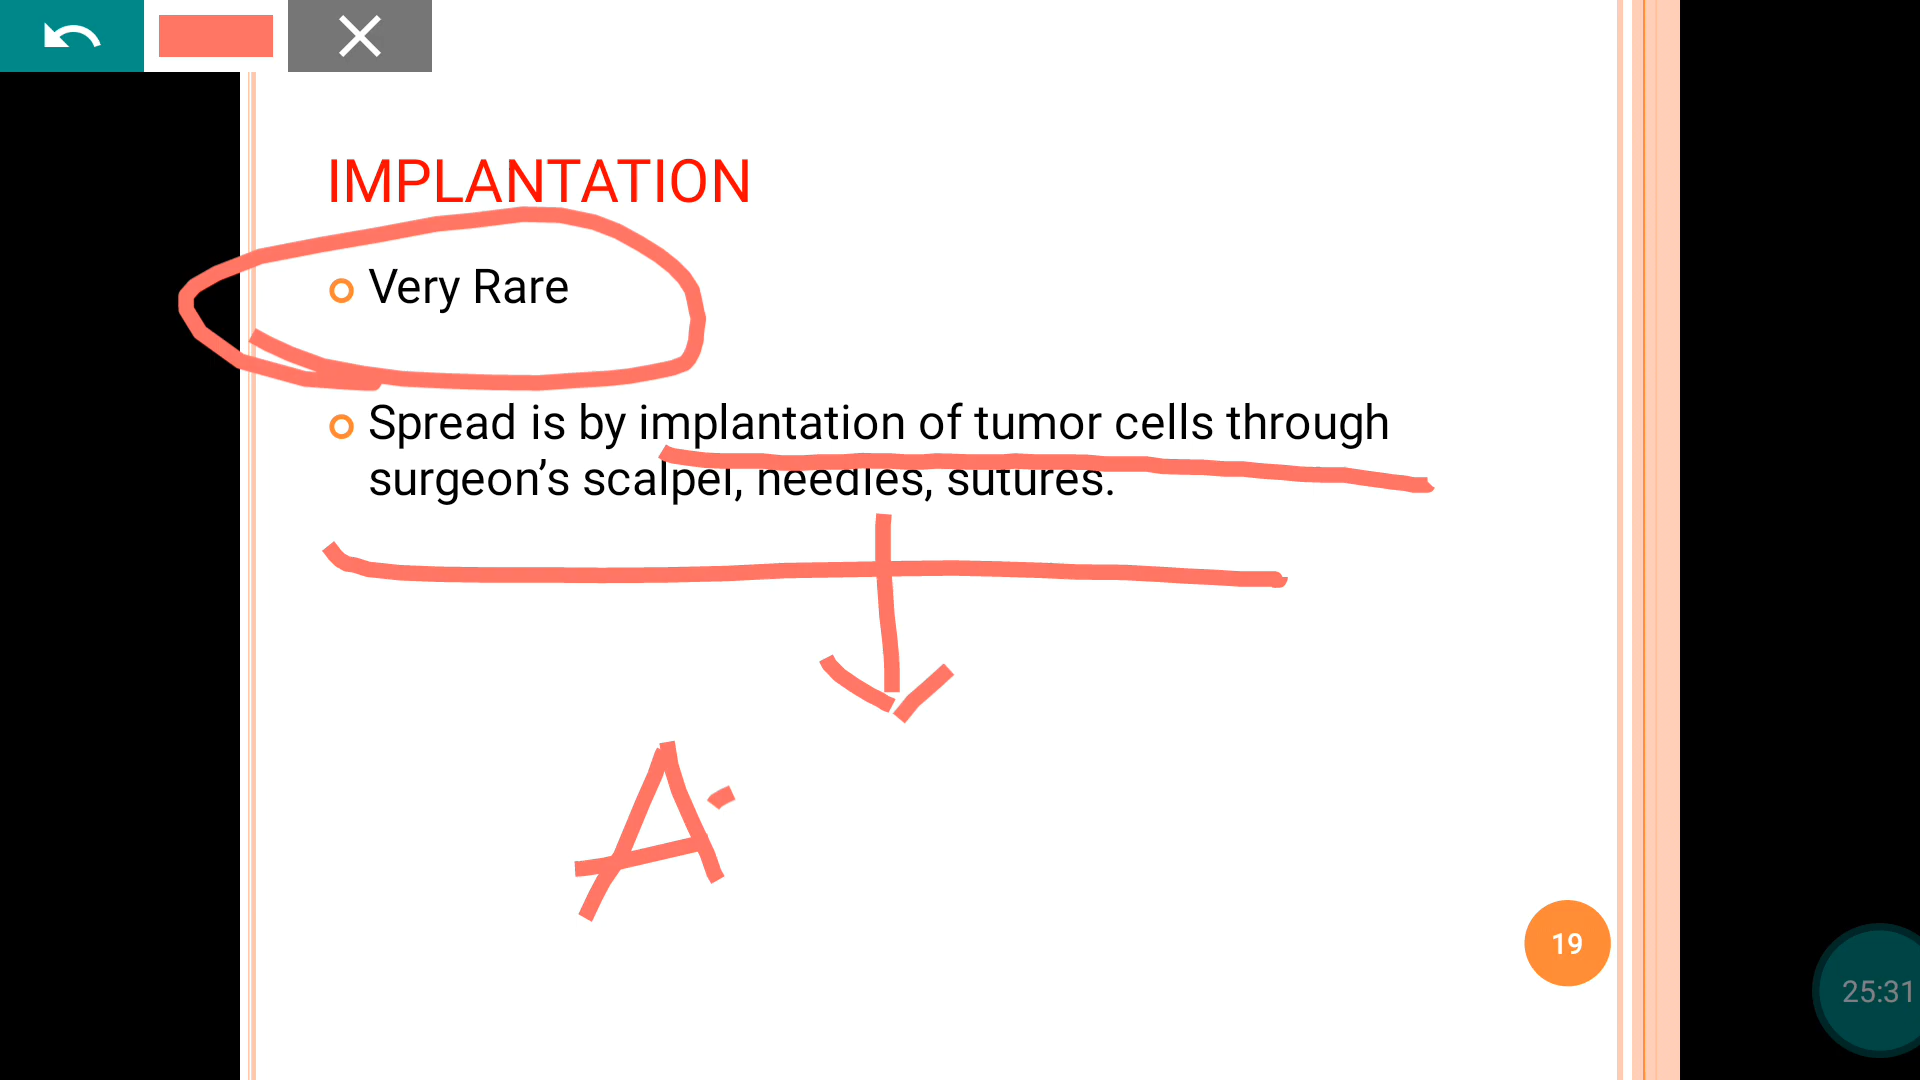 IMPLANTATION
Very Rare
Spread is by implantation of tumor cells through
surgeon’s scalpel, needles, sutures.
A
19
25:31